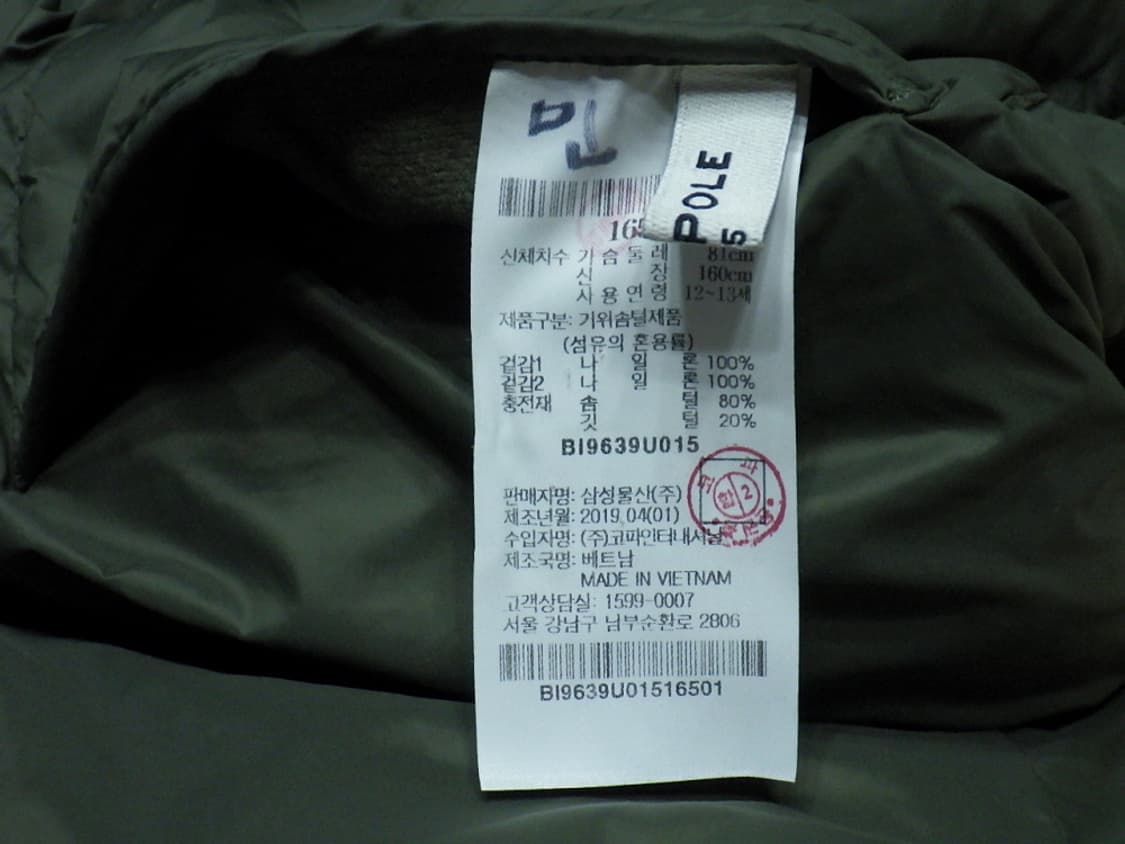 민
POLE
5
165
신체치수 가슴둘레 81cm
신장 160cm
사용연령 12~13세
제품구분: 거위솜털제품
(섬유의 혼용률)
겉감1 나일론 100%
겉감2 나일론 100%
충전재 솜털 80%
깃털 20%
BI9639U015
판매자명: 삼성물산(주)
제조년월: 2019.04(01)
수입자명: (주)코파인터내셔날
제조국명: 베트남
MADE IN VIETNAM
고객상담실: 1599-0007
서울 강남구 남부순환로 2806
BI9639U01516501
코파
합 2